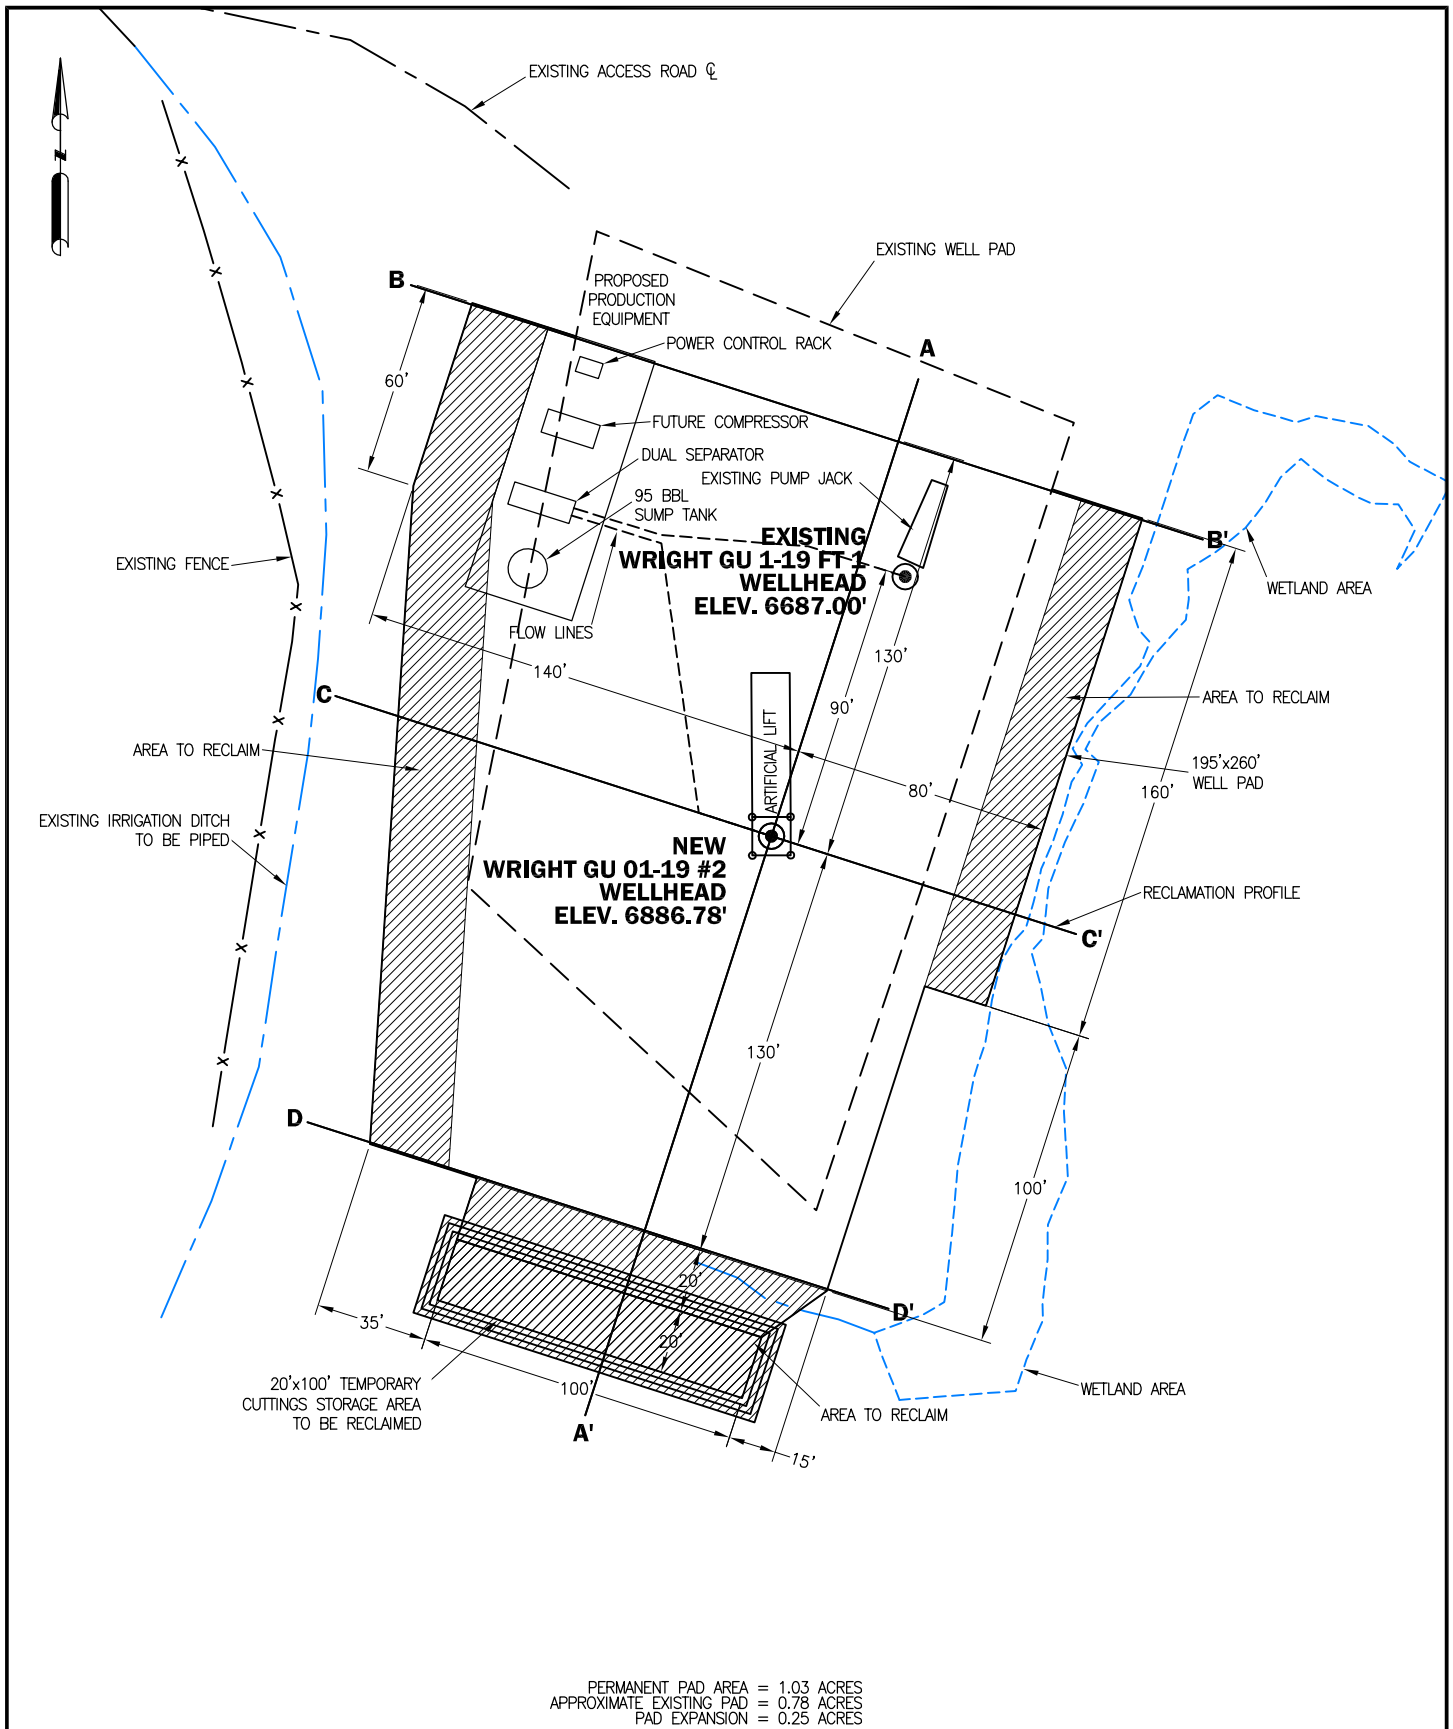 EXISTING ACCESS ROAD ℄
N
EXISTING WELL PAD
B
PROPOSED
PRODUCTION
EQUIPMENT
POWER CONTROL RACK
A
60'
FUTURE COMPRESSOR
DUAL SEPARATOR
EXISTING PUMP JACK
95 BBL
SUMP TANK
EXISTING
WRIGHT GU 1-19 FT-1
WELLHEAD
ELEV. 6687.00'
B'
EXISTING FENCE
WETLAND AREA
FLOW LINES
140'
130'
90'
C
AREA TO RECLAIM
AREA TO RECLAIM
ARTIFICIAL LIFT
195'x260'
WELL PAD
80'
160'
EXISTING IRRIGATION DITCH
TO BE PIPED
NEW
WRIGHT GU 01-19 #2
WELLHEAD
ELEV. 6886.78'
RECLAMATION PROFILE
C'
130'
D
100'
20'
D'
35'
20'
20'x100' TEMPORARY
CUTTINGS STORAGE AREA
TO BE RECLAIMED
100'
WETLAND AREA
AREA TO RECLAIM
A'
15'
PERMANENT PAD AREA = 1.03 ACRES
APPROXIMATE EXISTING PAD = 0.78 ACRES
PAD EXPANSION = 0.25 ACRES